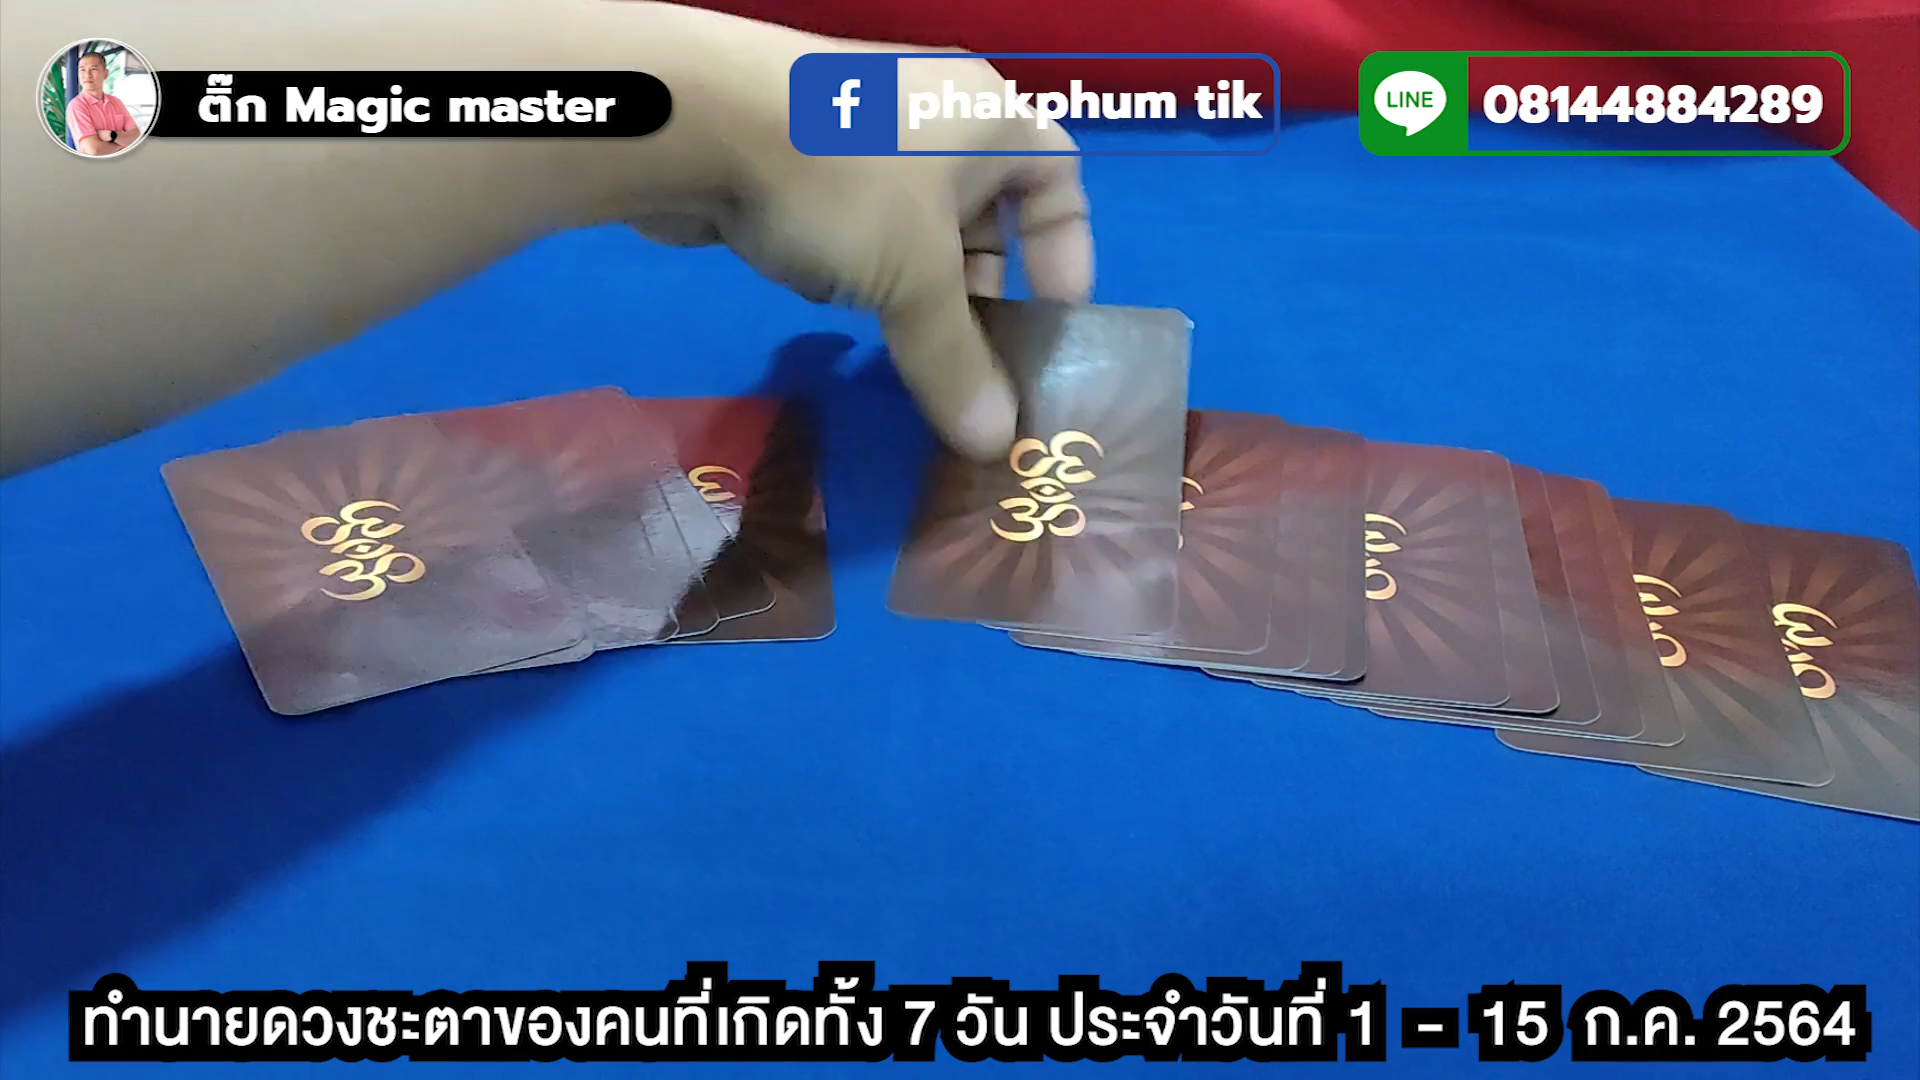 ติ๊ก Magic master
phakphum tik
LINE
08144884289
ทำนายดวงชะตาของคนที่เกิดทั้ง 7 วัน ประจำวันที่ 1 - 15 ก.ค. 2564